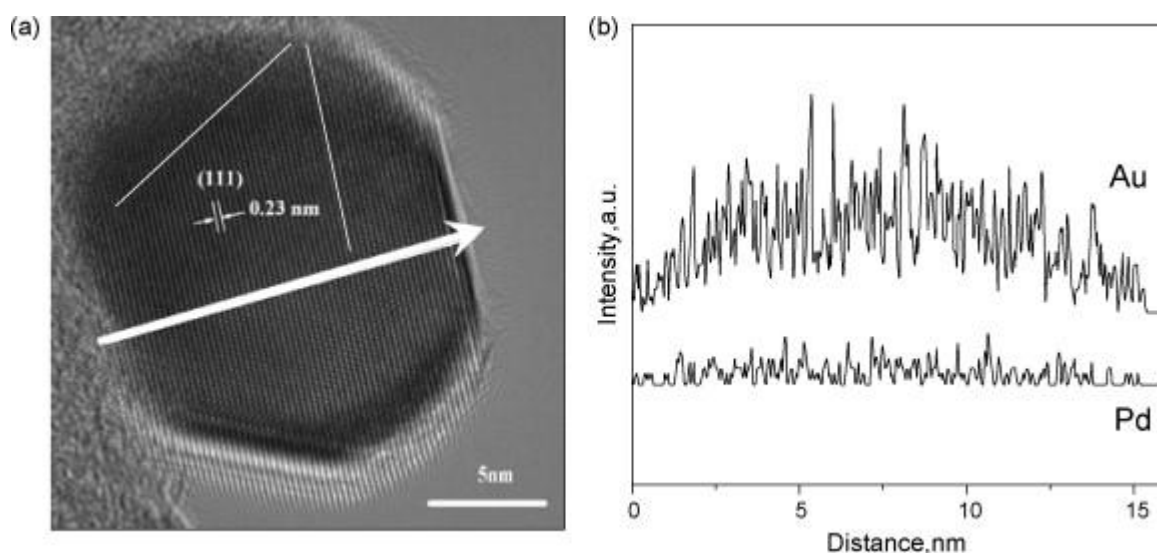 (a)
(111)
0.23 nm
5nm
(b)
Intensity,a.u.
Au
Pd
0 5 10 15
Distance,nm